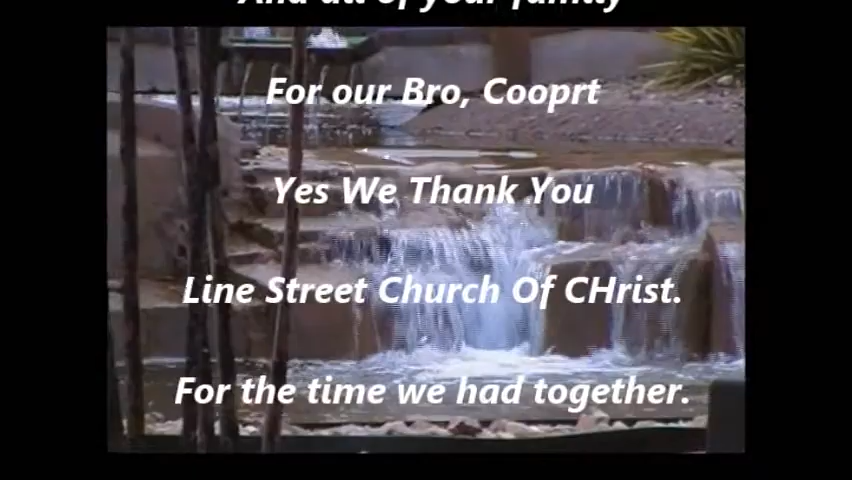 And all of your family
For our Bro, Cooprt
Yes We Thank You
Line Street Church Of CHrist.
For the time we had together.